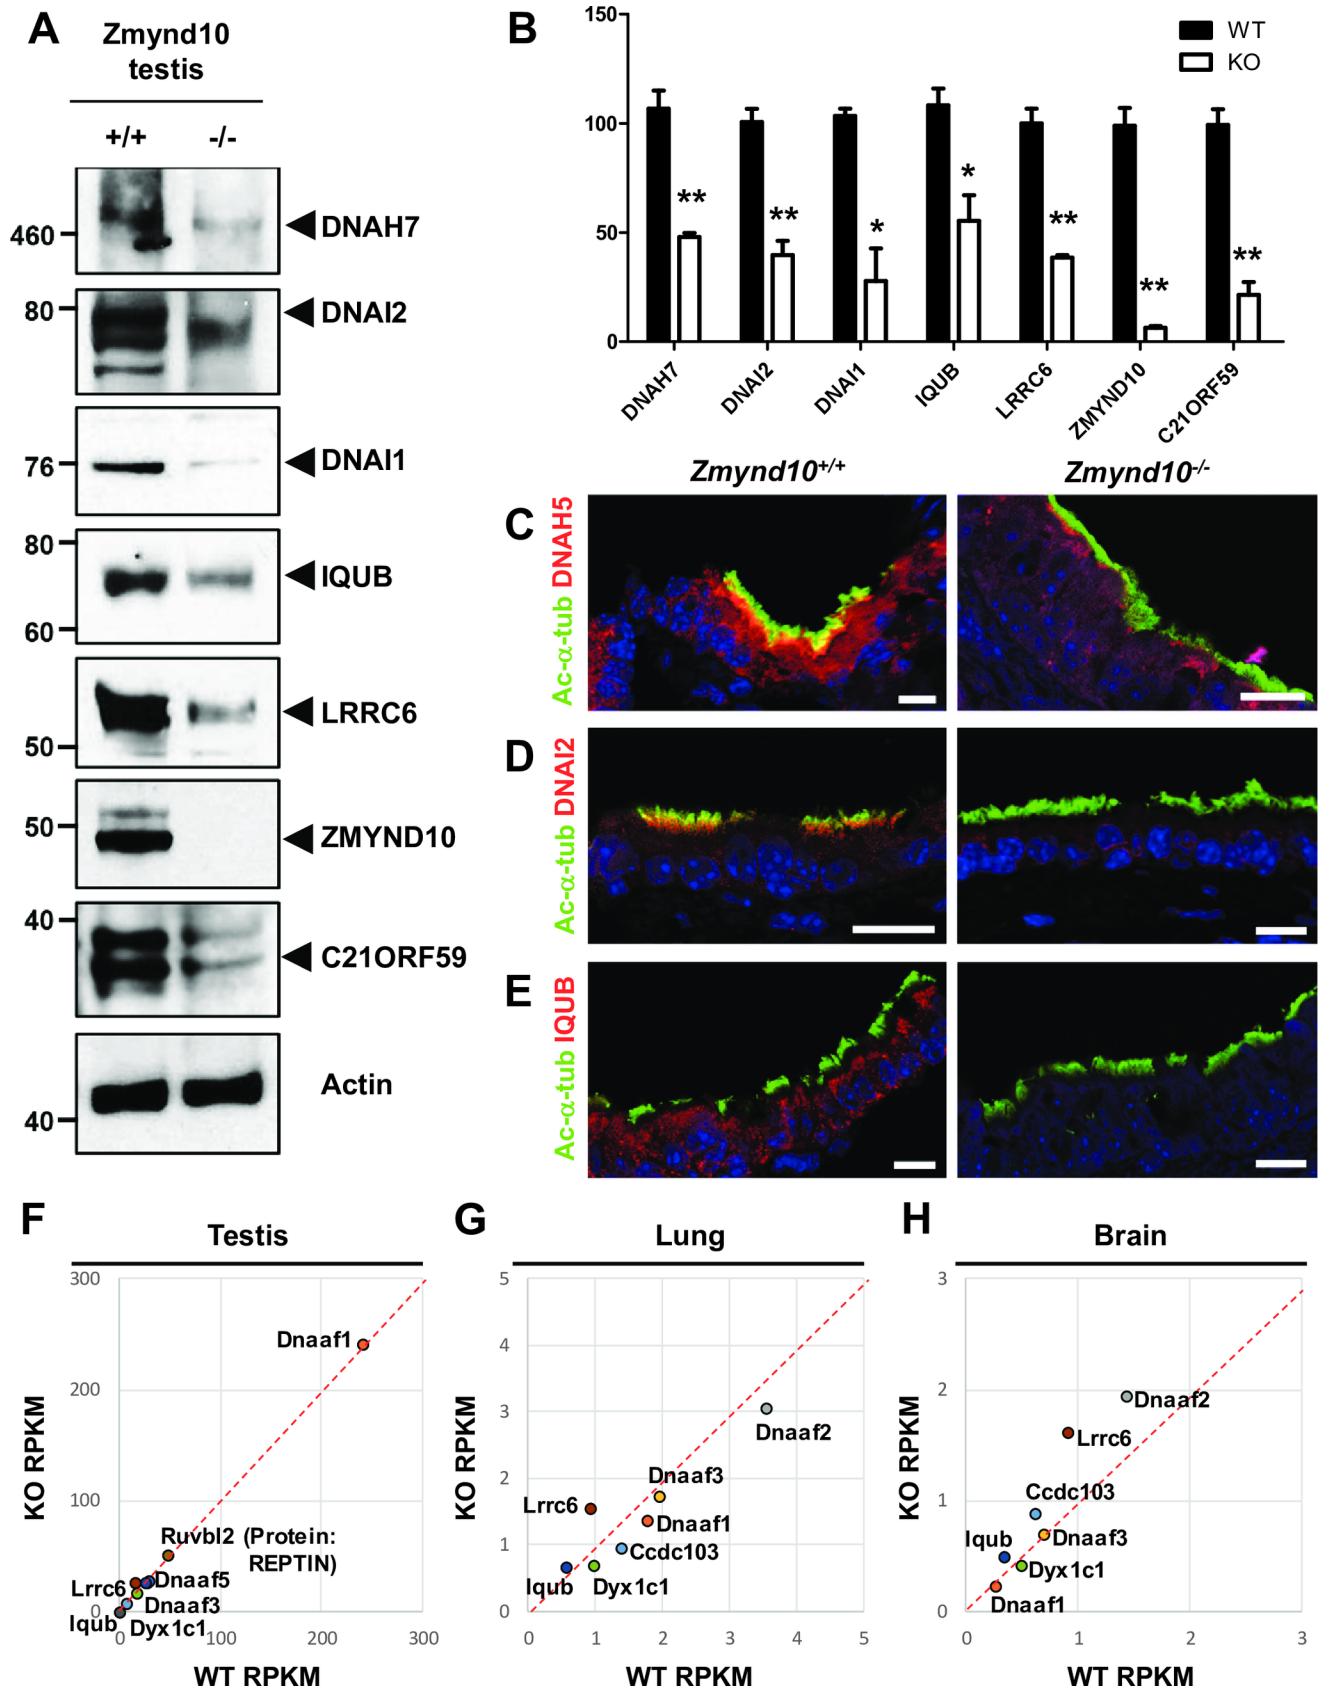 A
Zmynd10
testis
+/+
-/-
460
DNAH7
80
DNAI2
76
DNAI1
80
IQUB
60
LRRC6
50
50
ZMYND10
40
C21ORF59
Actin
40
B
150
100
50
0
WT
KO
**
**
*
*
**
**
**
DNAH7
DNAI2
DNAI1
IQUB
LRRC6
ZMYND10
C21ORF59
Zmynd10+/+
Zmynd10-/-
C
Ac-α-tub DNAH5
D
Ac-α-tub DNAI2
E
Ac-α-tub IQUB
F
Testis
KO RPKM
300
200
100
0
Dnaaf1
Ruvbl2 (Protein:
REPTIN)
Lrrc6
Dnaaf5
Dnaaf3
Iqub
Dyx1c1
0
100
200
300
WT RPKM
G
Lung
KO RPKM
5
4
3
2
1
0
Dnaaf2
Dnaaf3
Lrrc6
Dnaaf1
Ccdc103
Iqub
Dyx1c1
0
1
2
3
4
5
WT RPKM
H
Brain
KO RPKM
3
2
1
0
Dnaaf2
Lrrc6
Ccdc103
Iqub
Dnaaf3
Dyx1c1
Dnaaf1
0
1
2
3
WT RPKM